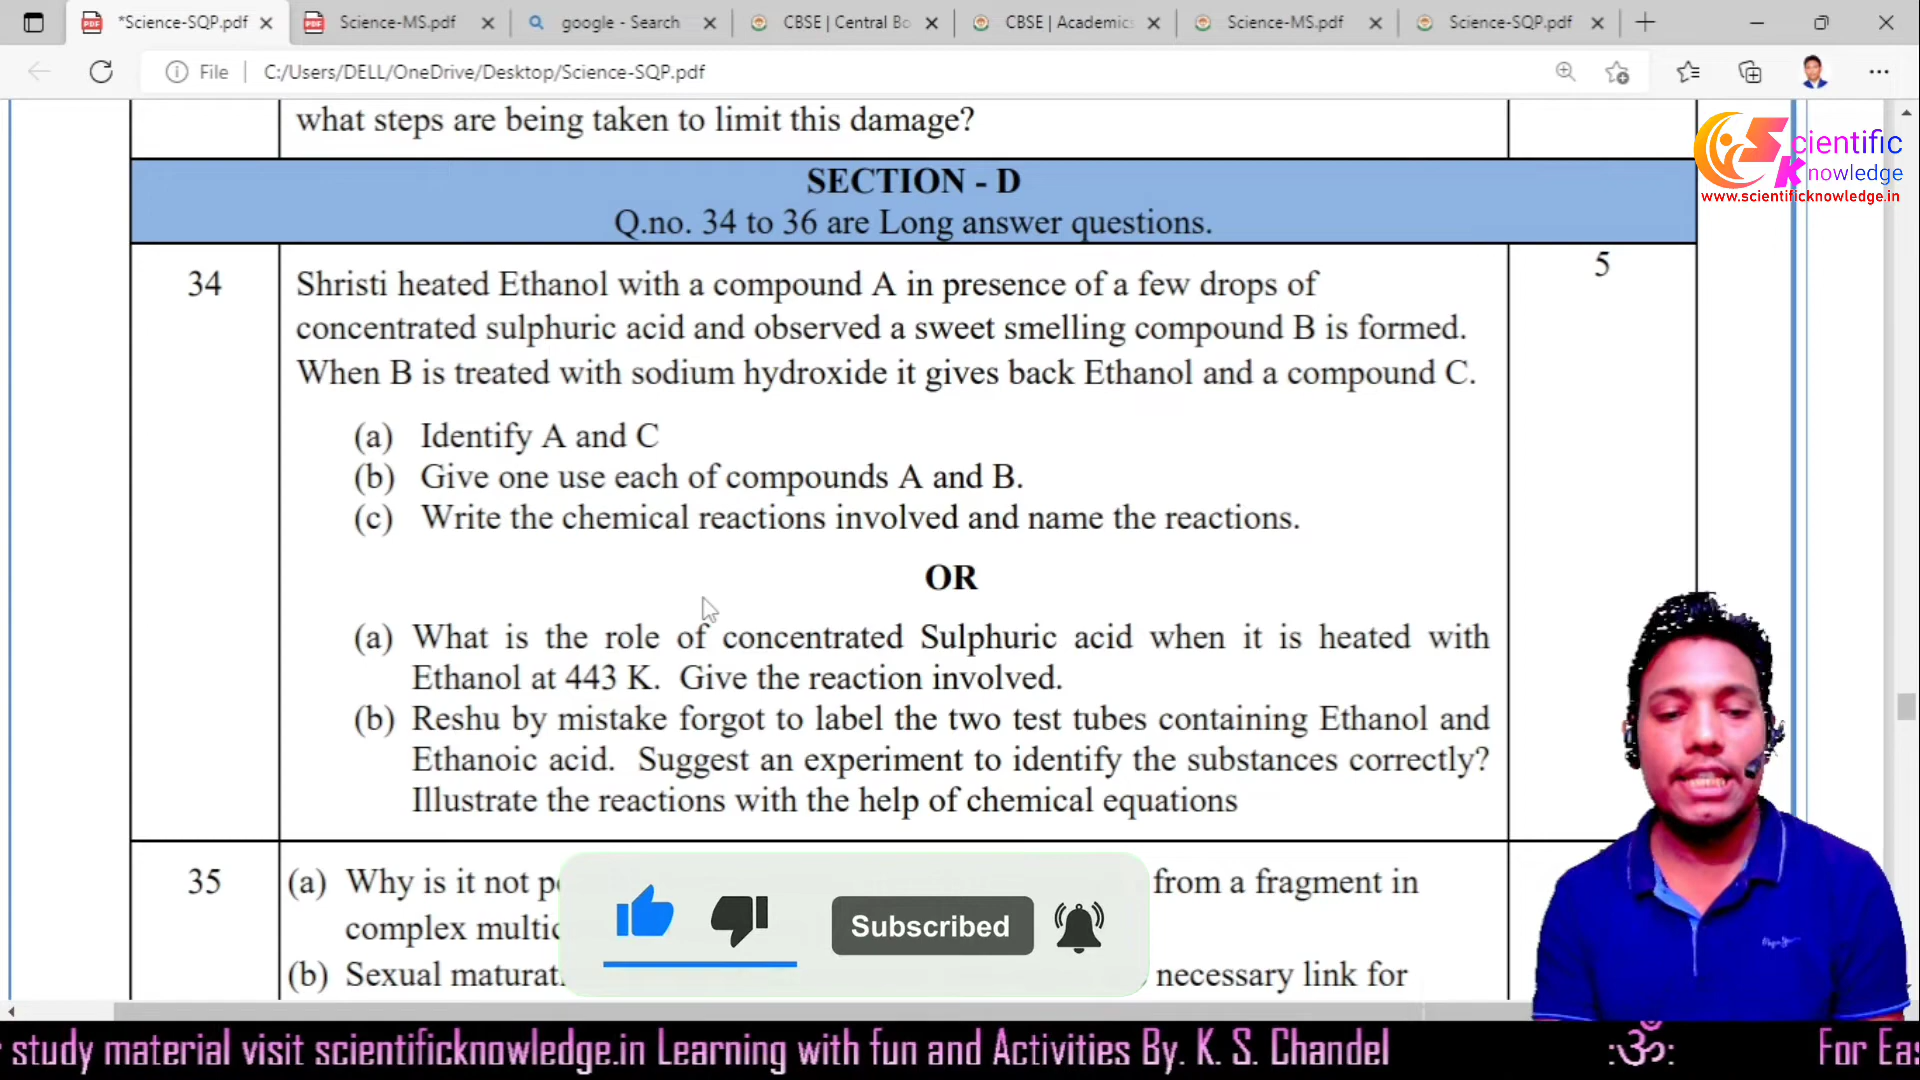 *Science-SQP.pdf
Science-MS.pdf
google - Search
CBSE | Central Bo
CBSE | Academics
Science-MS.pdf
Science-SQP.pdf
File
C:/Users/DELL/OneDrive/Desktop/Science-SQP.pdf
what steps are being taken to limit this damage?
Scientific
Knowledge
www.scientificknowledge.in
SECTION - D
Q.no. 34 to 36 are Long answer questions.
34
Shristi heated Ethanol with a compound A in presence of a few drops of
concentrated sulphuric acid and observed a sweet smelling compound B is formed.
When B is treated with sodium hydroxide it gives back Ethanol and a compound C.
5
(a) Identify A and C
(b) Give one use each of compounds A and B.
(c) Write the chemical reactions involved and name the reactions.
OR
(a) What is the role of concentrated Sulphuric acid when it is heated with
Ethanol at 443 K. Give the reaction involved.
(b) Reshu by mistake forgot to label the two test tubes containing Ethanol and
Ethanoic acid. Suggest an experiment to identify the substances correctly?
Illustrate the reactions with the help of chemical equations
35
(a) Why is it not p from a fragment in
complex multic
(b) Sexual maturat necessary link for
Subscribed
study material visit scientificknowledge.in Learning with fun and Activities By. K. S. Chandel :ॐ: For Eas